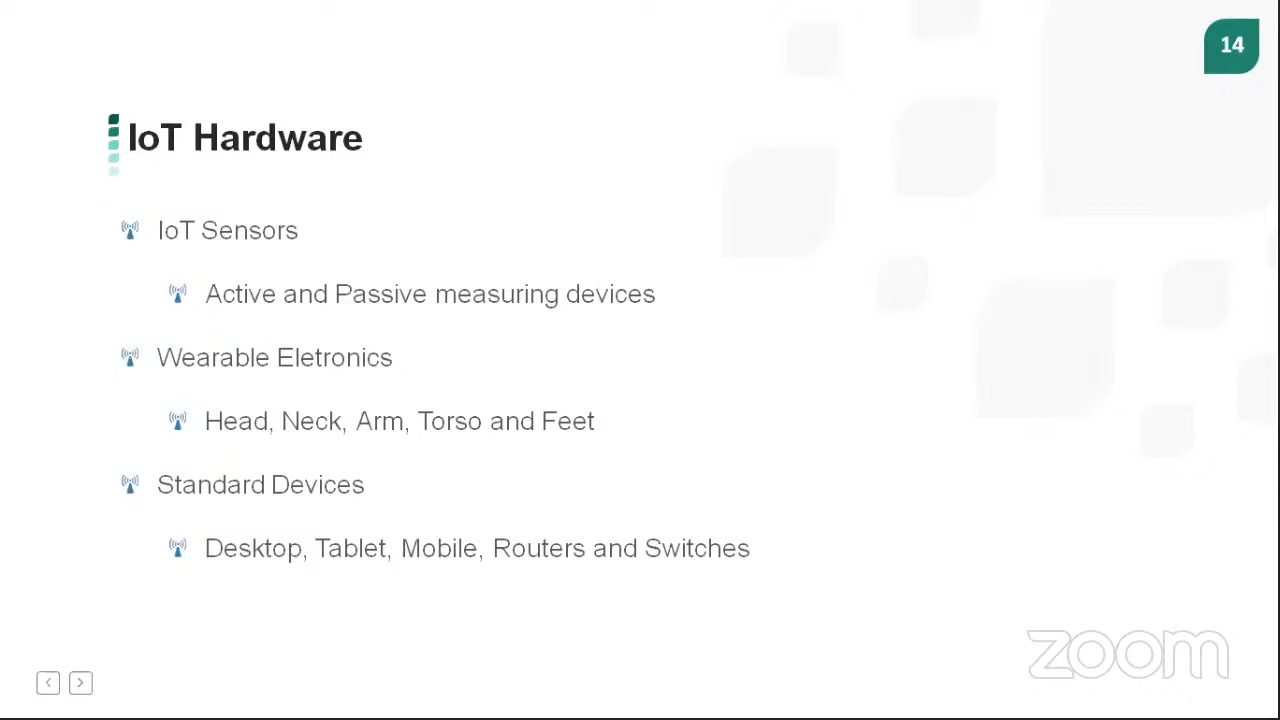 14
IoT Hardware
IoT Sensors
Active and Passive measuring devices
Wearable Eletronics
Head, Neck, Arm, Torso and Feet
Standard Devices
Desktop, Tablet, Mobile, Routers and Switches
zoom